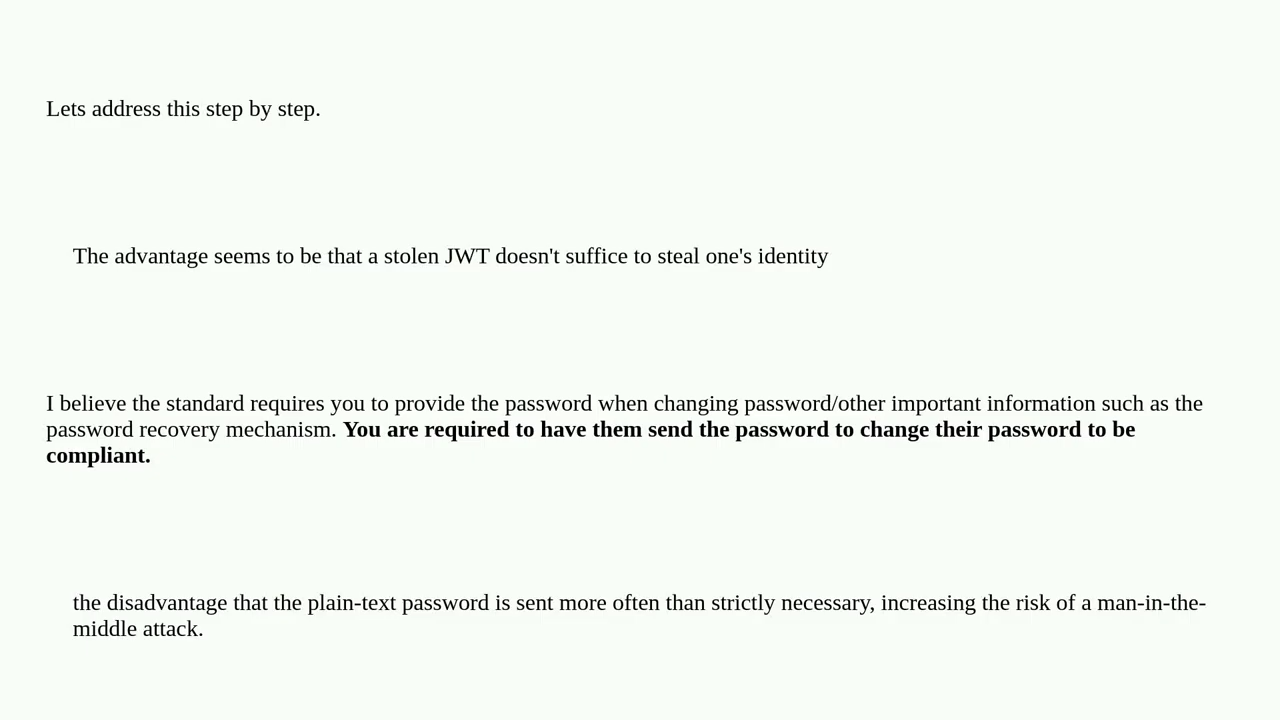 Lets address this step by step.
The advantage seems to be that a stolen JWT doesn't suffice to steal one's identity
I believe the standard requires you to provide the password when changing password/other important information such as the
password recovery mechanism. You are required to have them send the password to change their password to be
compliant.
the disadvantage that the plain-text password is sent more often than strictly necessary, increasing the risk of a man-in-the-
middle attack.